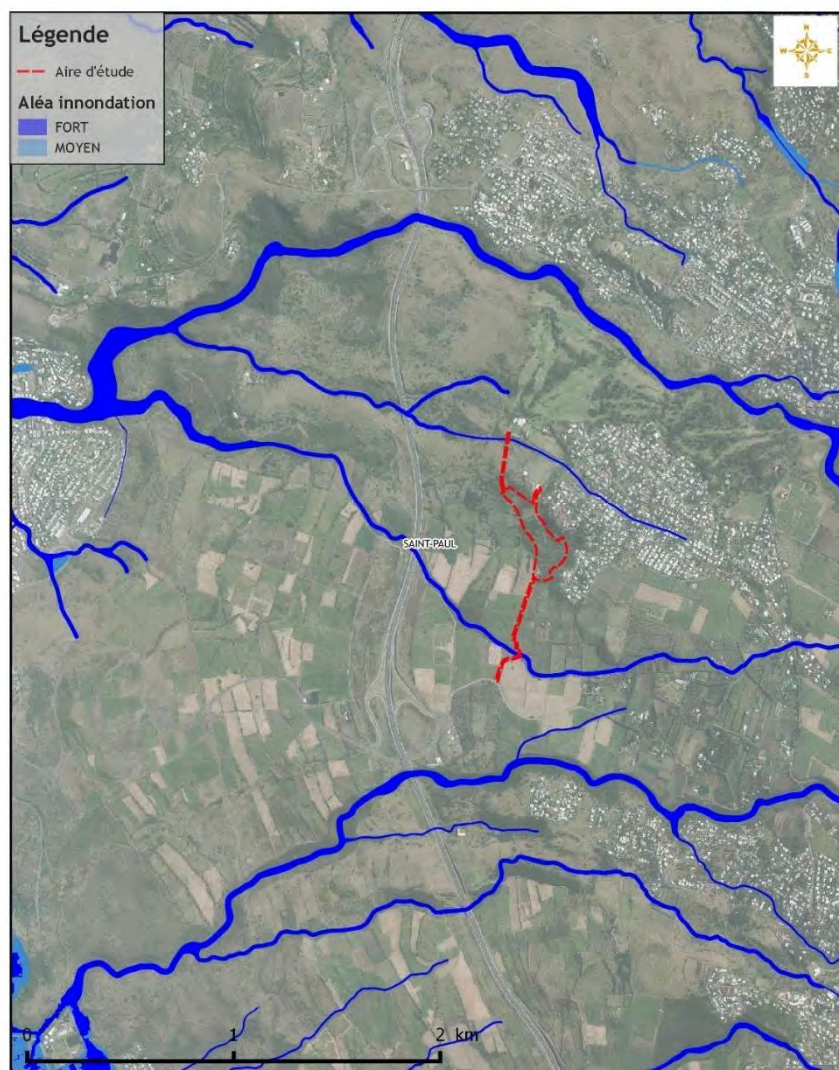 Légende
Aire d'étude
Aléa innondation
FORT
MOYEN
N
W E
S
SAINT-PAUL
0 1 2 km